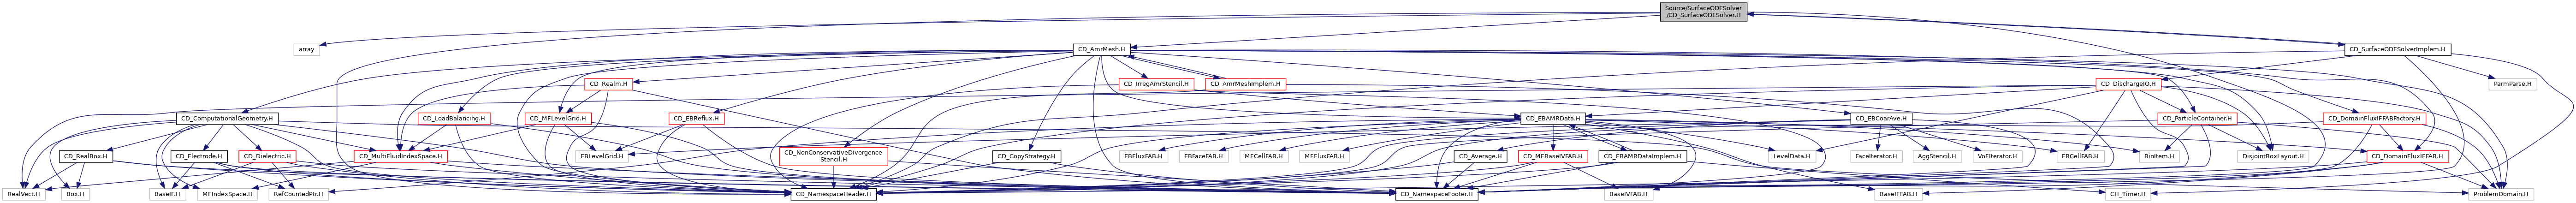 Source/SurfaceODESolver
/CD_SurfaceODESolver.H
array
CD_AmrMesh.H
CD_SurfaceODESolverImplem.H
CD_Realm.H
CD_IrregAmrStencil.H
CD_AmrMeshImplem.H
CD_DischargeIO.H
ParmParse.H
CD_ComputationalGeometry.H
CD_LoadBalancing.H
CD_MFLevelGrid.H
CD_EBReflux.H
CD_EBAMRData.H
CD_EBCoarAve.H
CD_ParticleContainer.H
CD_DomainFluxIFFABFactory.H
CD_RealBox.H
CD_Electrode.H
CD_Dielectric.H
CD_MultiFluidIndexSpace.H
EBLevelGrid.H
CD_NonConservativeDivergence
Stencil.H
CD_CopyStrategy.H
EBFluxFAB.H
EBFaceFAB.H
MFCellFAB.H
MFFluxFAB.H
CD_Average.H
CD_MFBaseIVFAB.H
CD_EBAMRDataImplem.H
LevelData.H
FaceIterator.H
AggStencil.H
VoFIterator.H
EBCellFAB.H
BinItem.H
DisjointBoxLayout.H
CD_DomainFluxIFFAB.H
RealVect.H
Box.H
BaseIF.H
MFIndexSpace.H
RefCountedPtr.H
CD_NamespaceHeader.H
CD_NamespaceFooter.H
BaseIVFAB.H
BaseIFFAB.H
CH_Timer.H
ProblemDomain.H